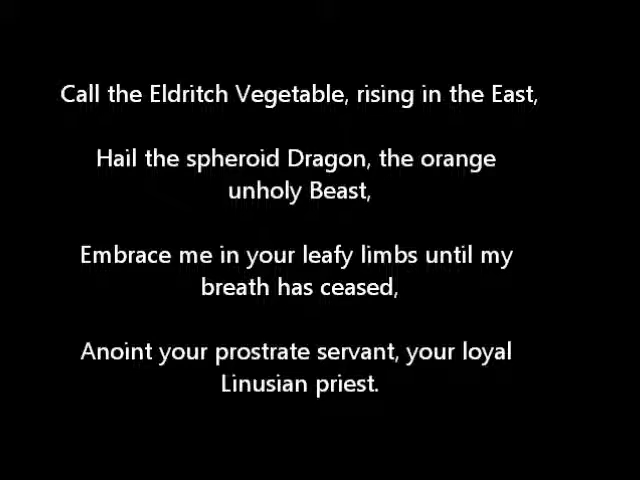 Call the Eldritch Vegetable, rising in the East,
Hail the spheroid Dragon, the orange
unholy Beast,
Embrace me in your leafy limbs until my
breath has ceased,
Anoint your prostrate servant, your loyal
Linusian priest.